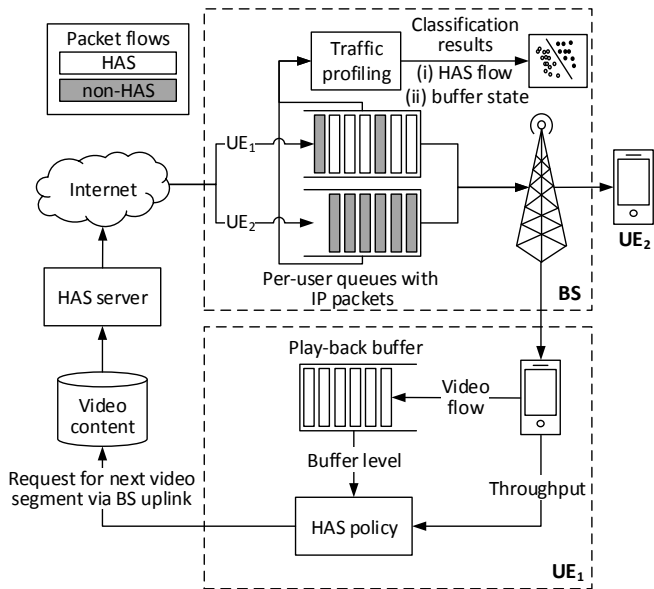 Packet flows
HAS
non-HAS
Traffic
profiling
Classification
results
(i) HAS flow
(ii) buffer state
UE1
UE2
Internet
Per-user queues with
IP packets
BS
UE2
HAS server
Video
content
Request for next video
segment via BS uplink
Play-back buffer
Video
flow
Buffer level
Throughput
HAS policy
UE1